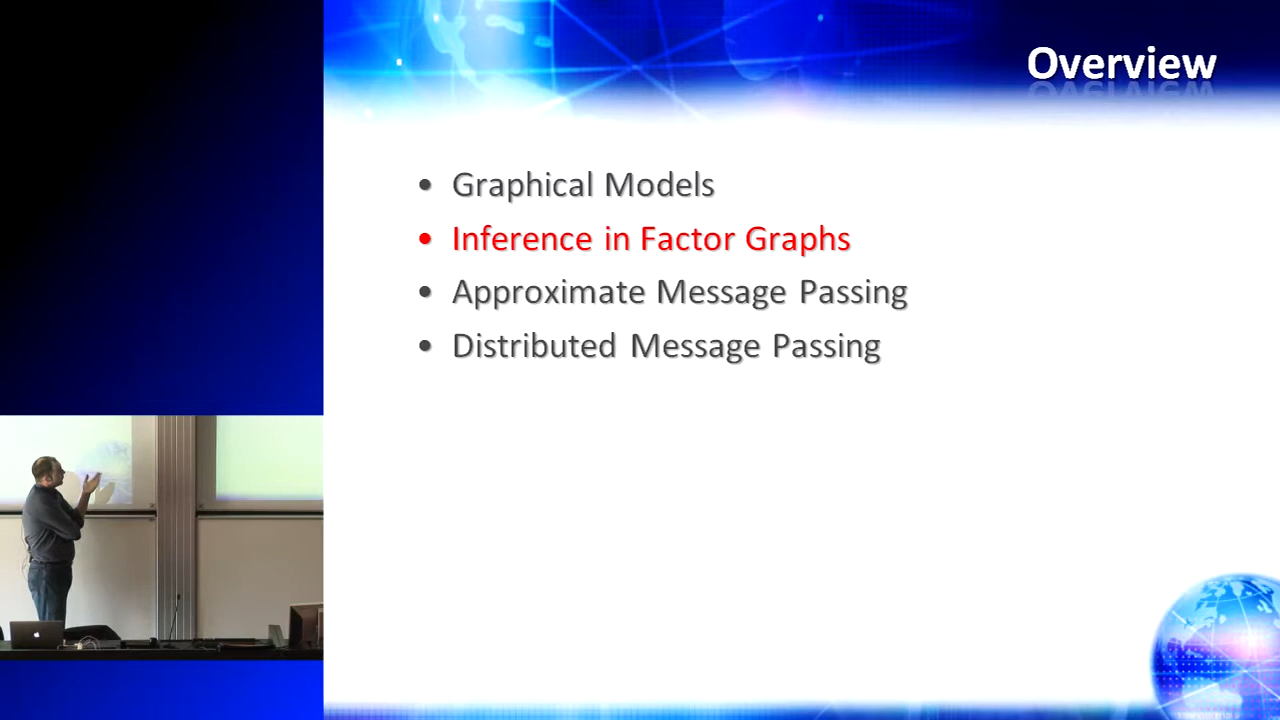 Overview
• Graphical Models
• Inference in Factor Graphs
• Approximate Message Passing
• Distributed Message Passing